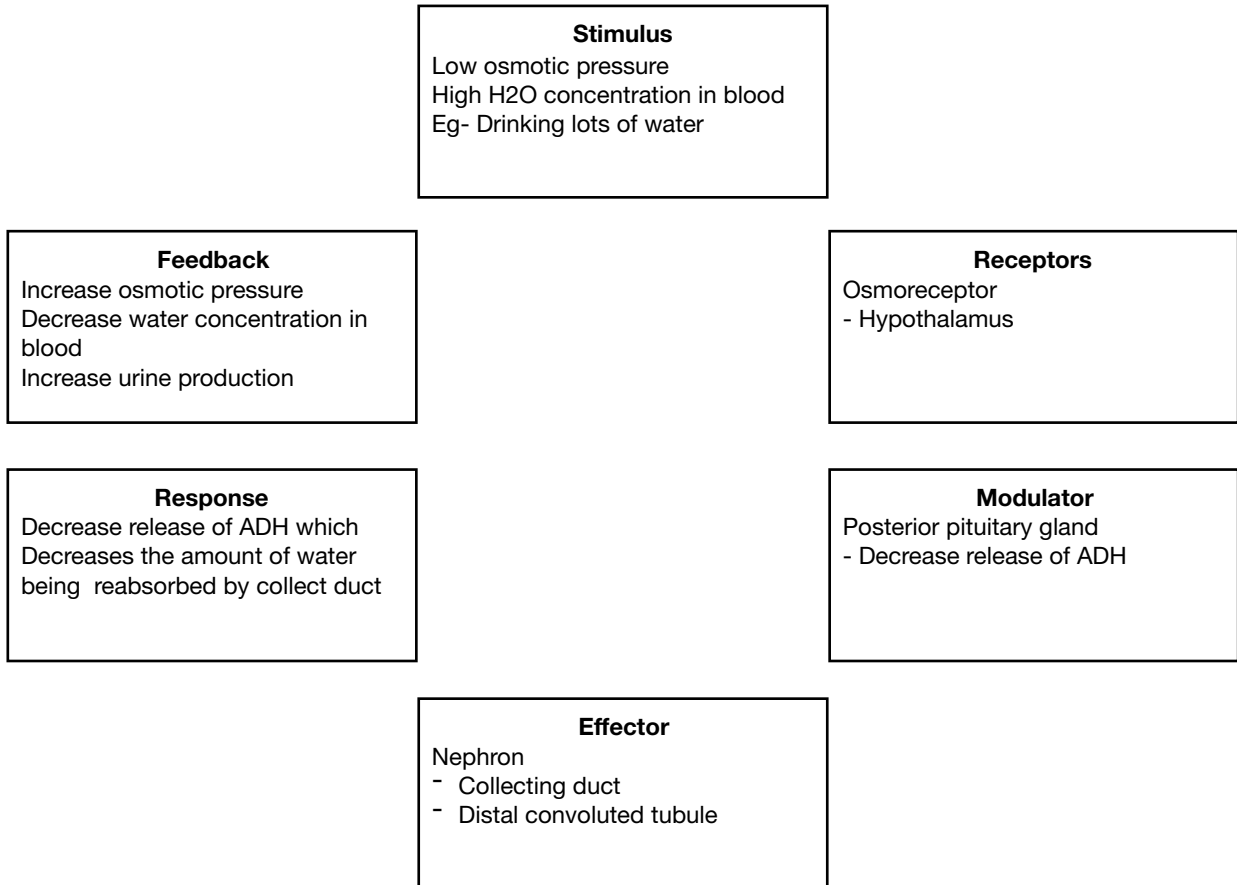 Stimulus
Low osmotic pressure
High H2O concentration in blood
Eg- Drinking lots of water
Feedback
Increase osmotic pressure
Decrease water concentration in
blood
Increase urine production
Receptors
Osmoreceptor
- Hypothalamus
Response
Decrease release of ADH which
Decreases the amount of water
being  reabsorbed by collect duct
Modulator
Posterior pituitary gland
- Decrease release of ADH
Effector
Nephron
- Collecting duct
- Distal convoluted tubule